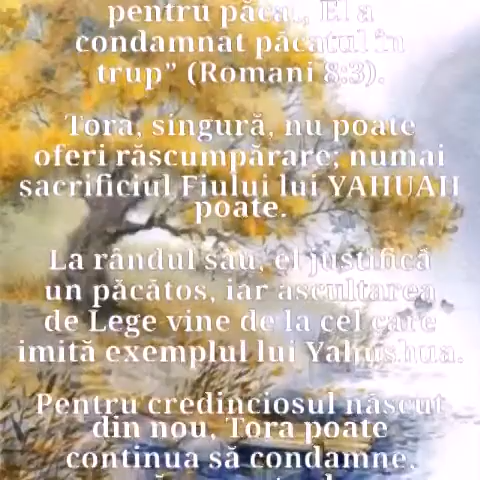 pentru păcat, El a
condamnat păcatul în
trup” (Romani 8:3).
Tora, singură, nu poate
oferi răscumpărare; numai
sacrificiul Fiului lui YAHUAH
poate.
La rândul său, el justifică
un păcătos, iar ascultarea
de Lege vine de la cel care
imită exemplul lui Yahushua.
Pentru credinciosul născut
din nou, Tora poate
continua să condamne,